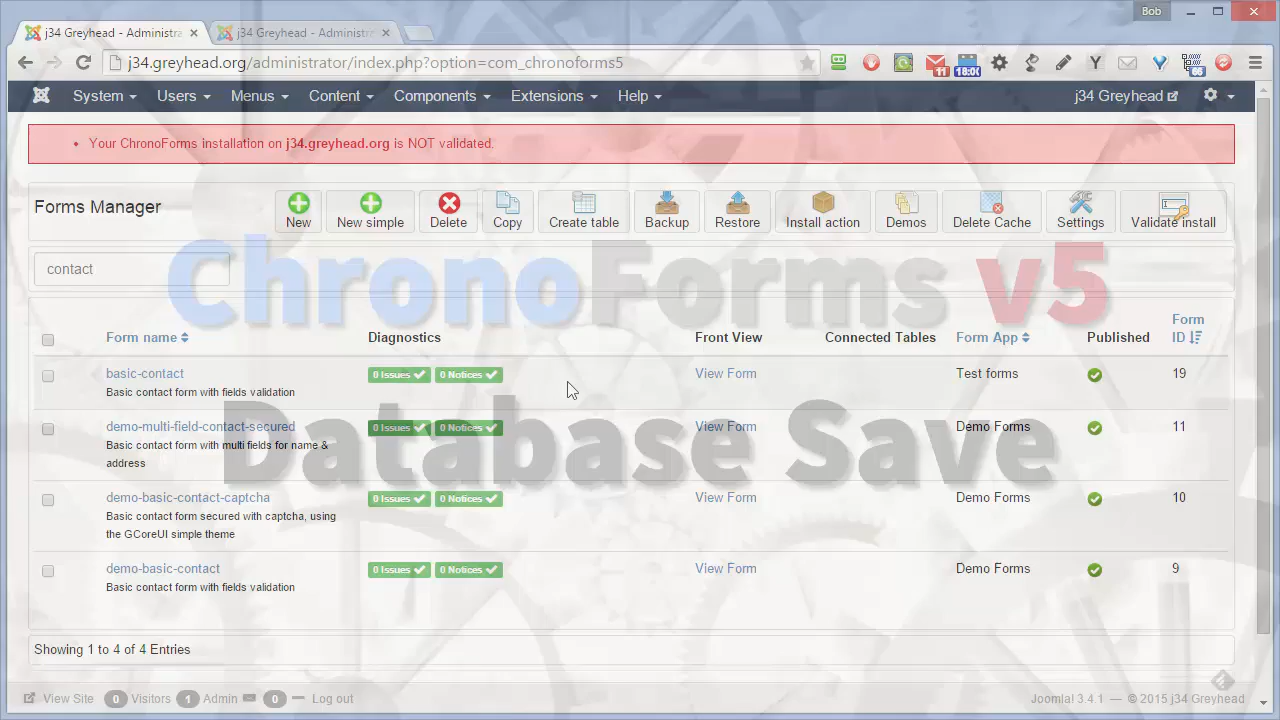 Bob
j34 Greyhead - Administra
j34 Greyhead - Administrat
j34.greyhead.org/administrator/index.php?option=com_chronoforms5
11
18:00
66
System Users Menus Content Components Extensions Help j34 Greyhead
Your ChronoForms installation on j34.greyhead.org is NOT validated.
Forms Manager
New
New simple
Delete
Copy
Create table
Backup
Restore
Install action
Demos
Delete Cache
Settings
Validate install
contact
ChronoForms v5
Database Save
Form name Diagnostics Front View Connected Tables Form App Published Form ID
basic-contact 0 Issues 0 Notices View Form Test forms 19
Basic contact form with fields validation
demo-multi-field-contact-secured 0 Issues 0 Notices View Form Demo Forms 11
Basic contact form with multi fields for name &
address
demo-basic-contact-captcha 0 Issues 0 Notices View Form Demo Forms 10
Basic contact form secured with captcha, using
the GCoreUI simple theme
demo-basic-contact 0 Issues 0 Notices View Form Demo Forms 9
Basic contact form with fields validation
Showing 1 to 4 of 4 Entries
View Site 0 Visitors 1 Admin 0 Log out Joomla! 3.4.1 — © 2015 j34 Greyhead